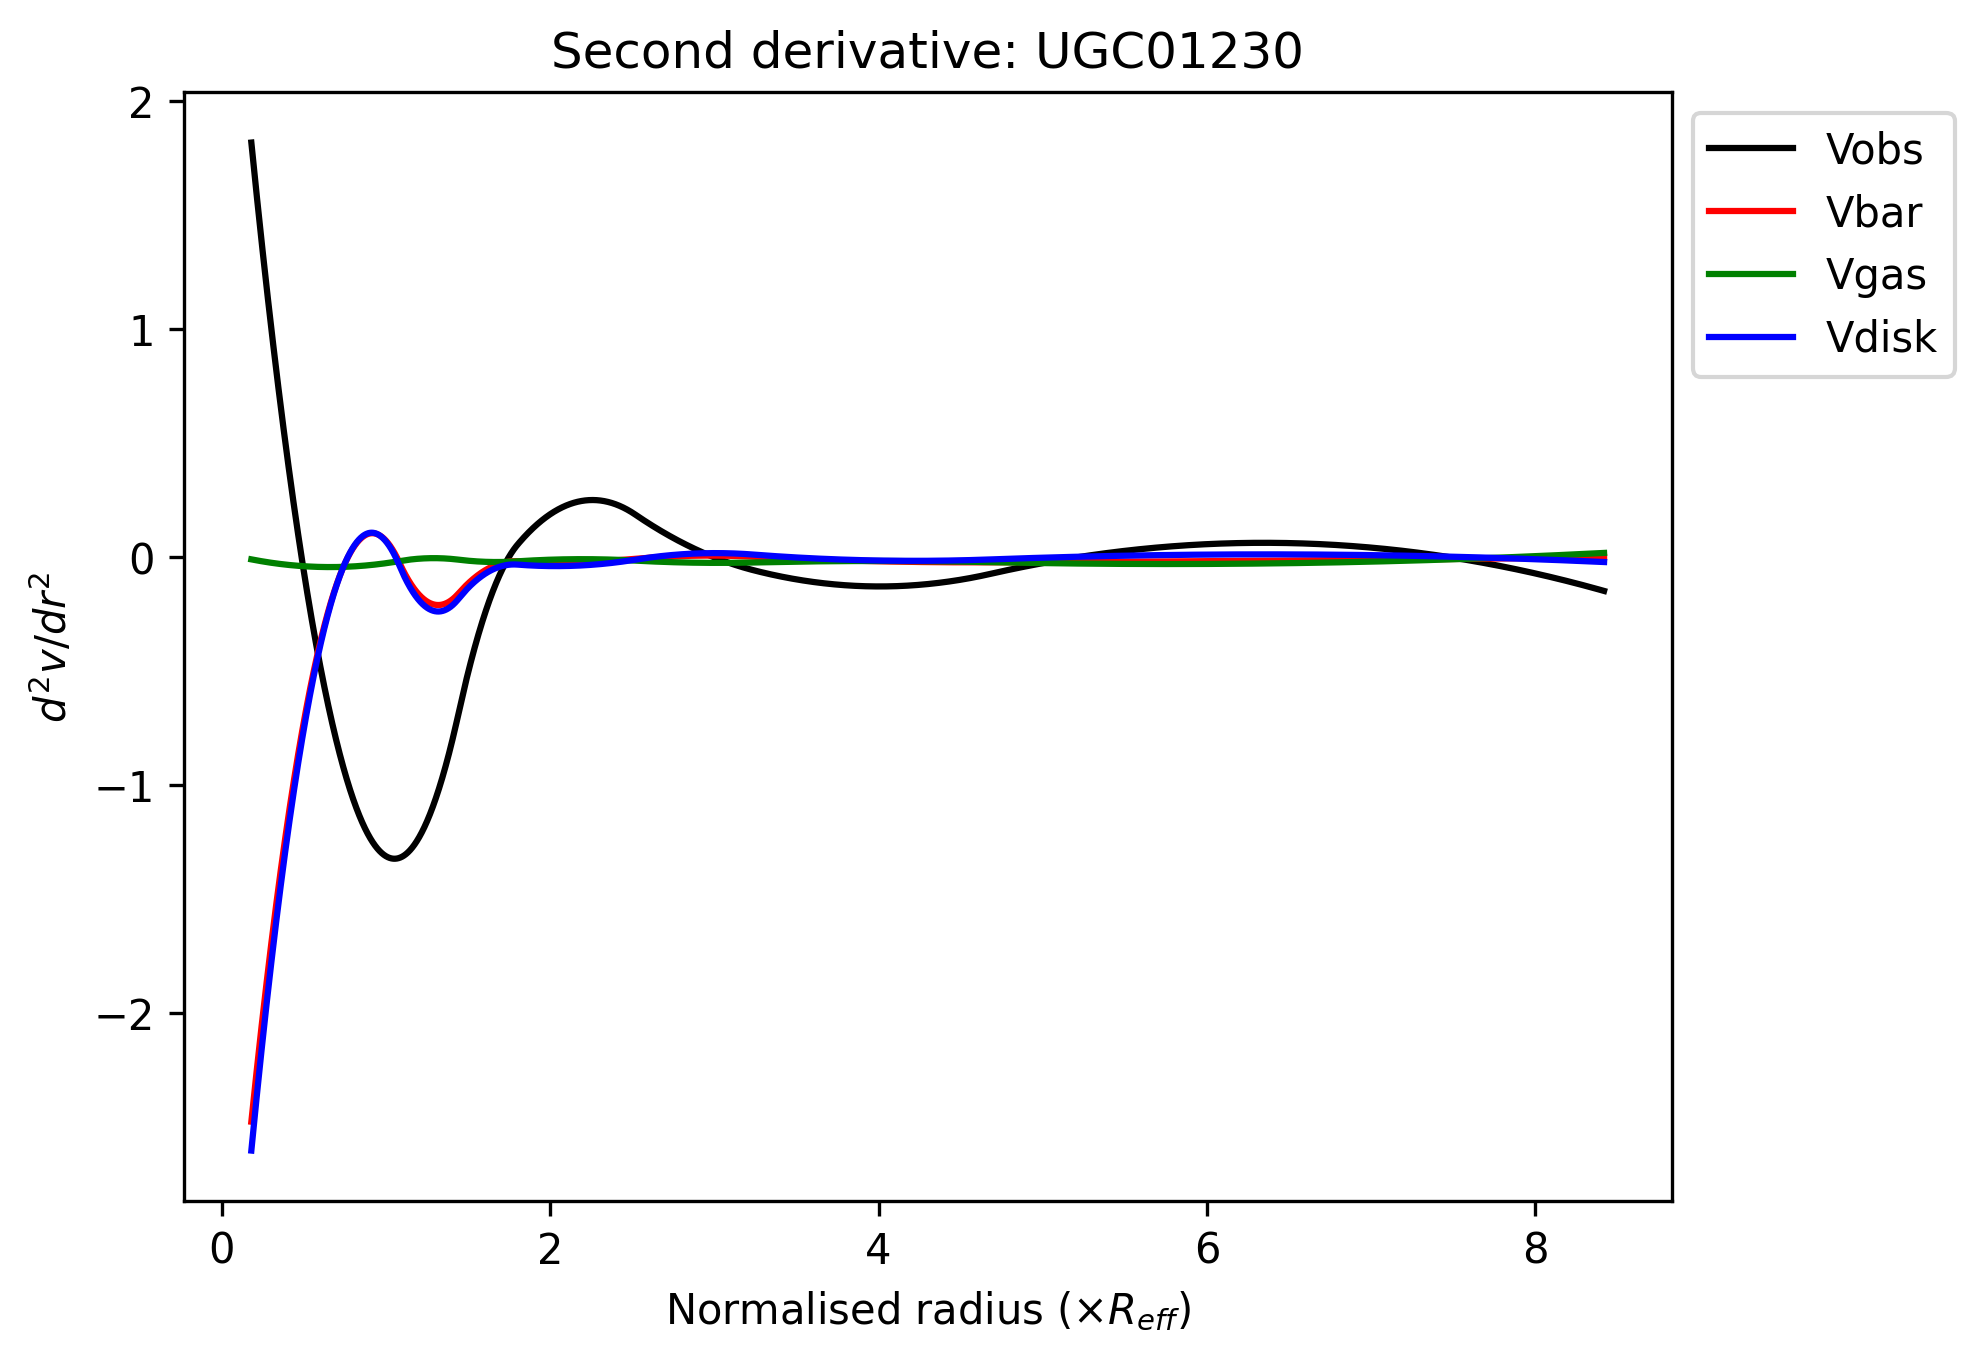 Second derivative: UGC01230
2
1
0
−1
−2
d²v/dr²
0 2 4 6 8
Normalised radius (×R_eff)
Vobs
Vbar
Vgas
Vdisk